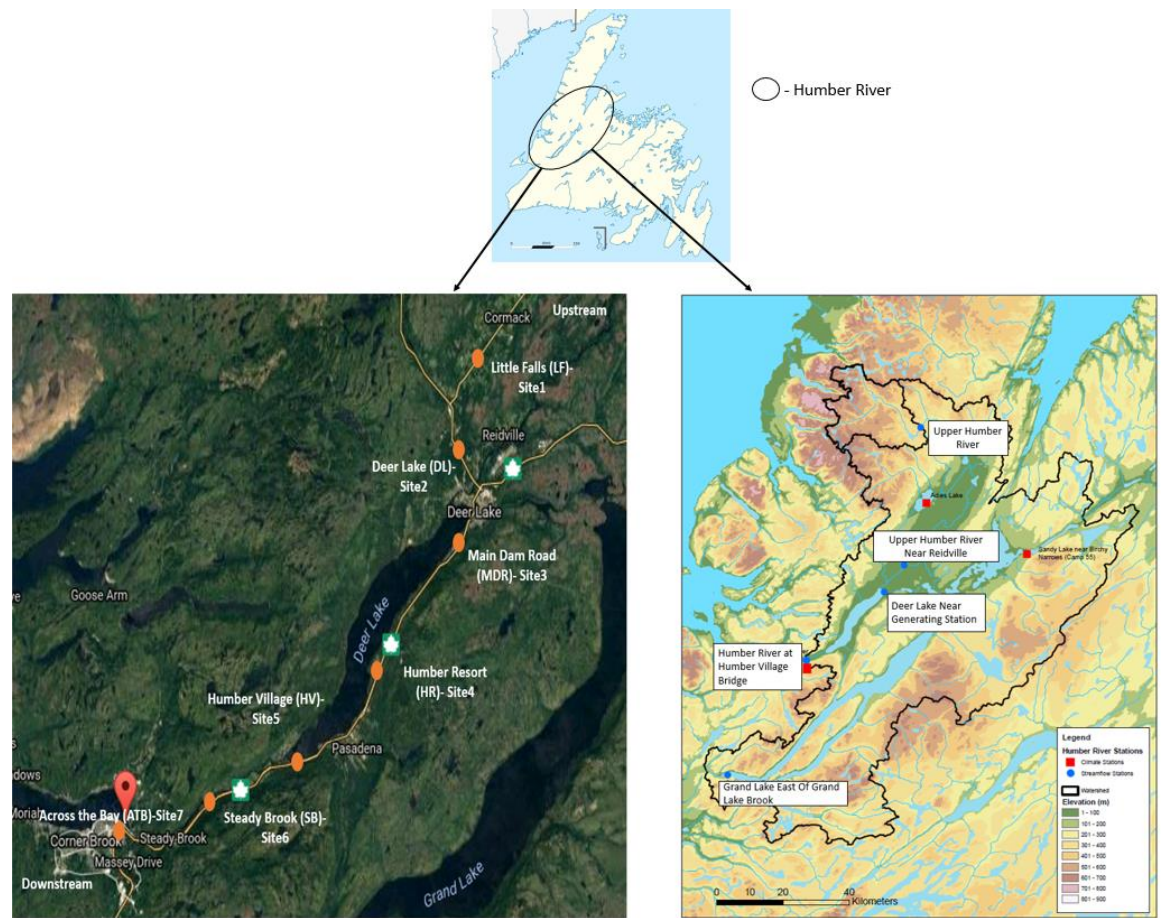 - Humber River
Cormack
Upstream
Little Falls (LF)-
Site1
Reidville
Deer Lake (DL)-
Site2
Deer Lake
Main Dam Road
(MDR)- Site3
Goose Arm
Deer Lake
Humber Resort
(HR)- Site4
Humber Village (HV)-
Site5
Pasadena
Moriah
Across the Bay (ATB)-Site7
Steady Brook (SB)-
Site6
Corner Brook
Steady Brook
Massey Drive
Downstream
Grand Lake
Upper Humber
River
Adies Lake
Upper Humber River
Near Reidville
Sandy Lake near Birchy
Narrows (Camp 55)
Deer Lake Near
Generating Station
Humber River at
Humber Village
Bridge
Grand Lake East Of Grand
Lake Brook
Legend
Humber River Stations
Climate Stations
Streamflow Stations
Watershed
Elevation (m)
1 - 100
101 - 200
201 - 300
301 - 400
401 - 500
501 - 600
601 - 700
701 - 800
801 - 900
0 10 20 40
Kilometers